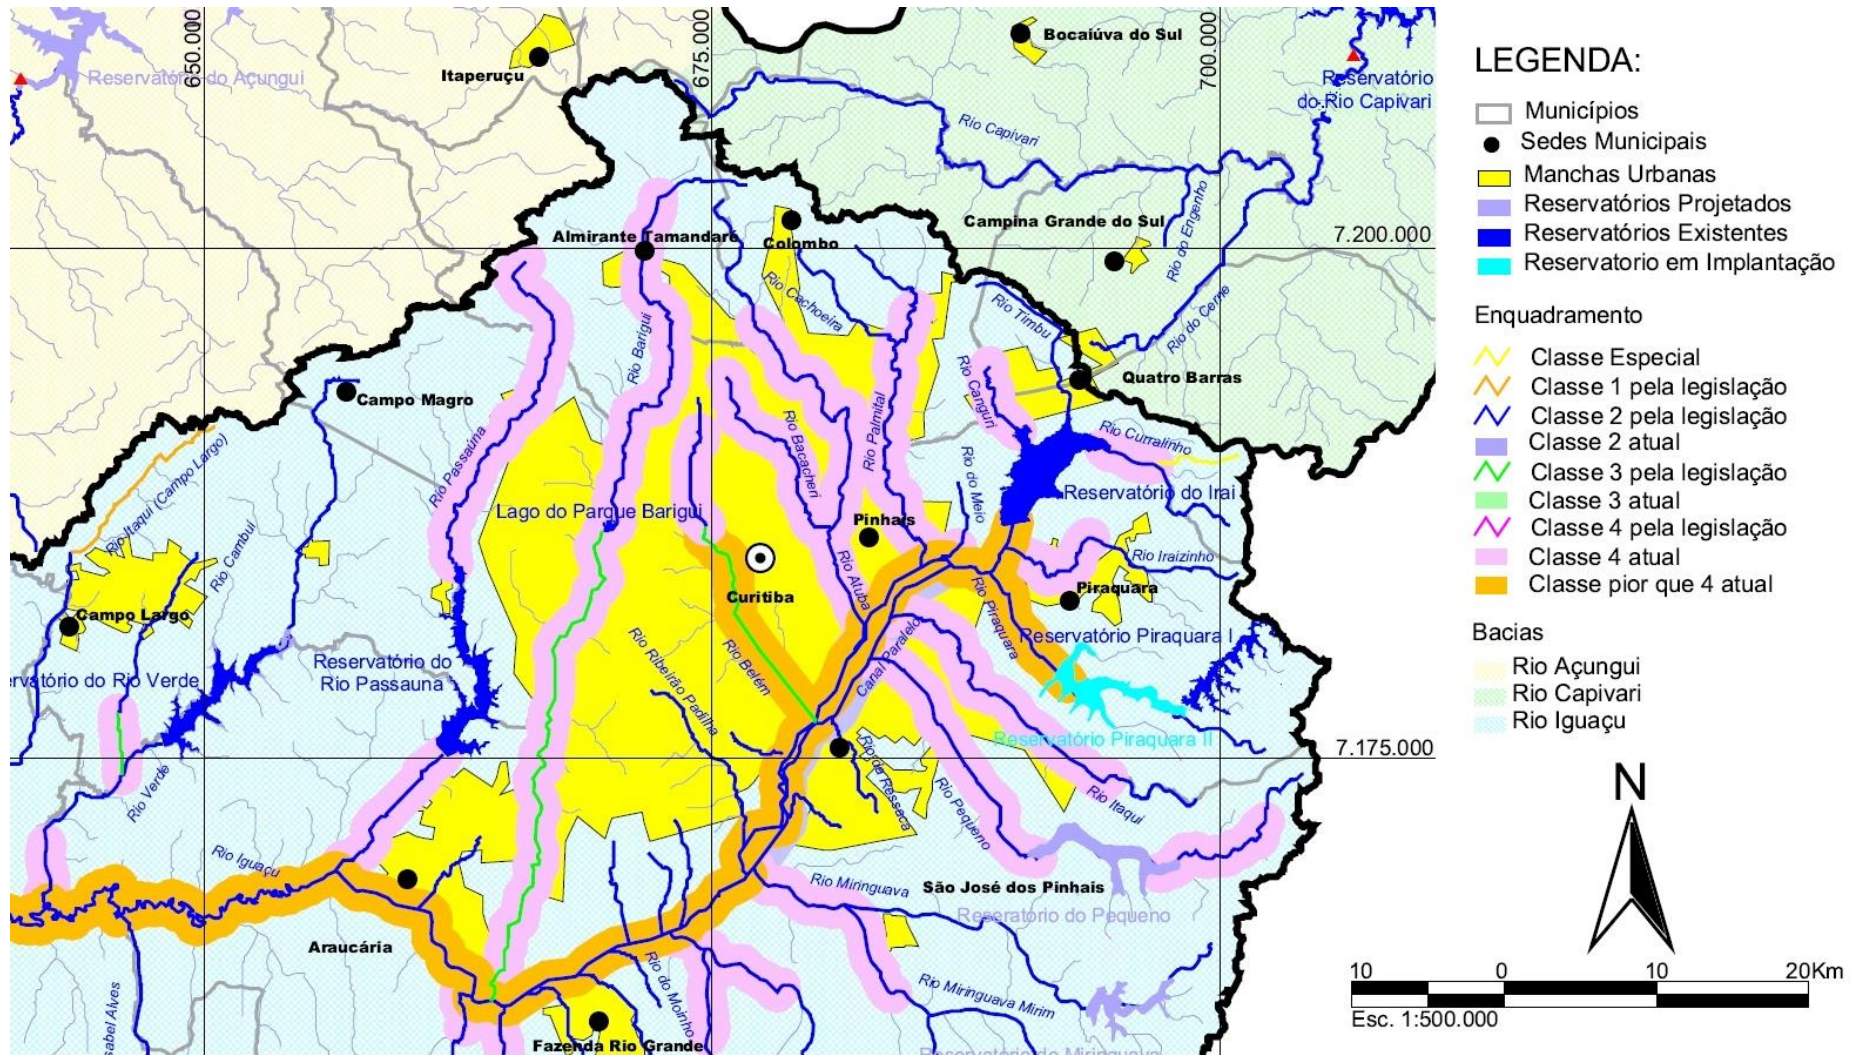 650.000
675.000
700.000
Bocaiúva do Sul
Itaperuçu
Reservatório do Açungui
Reservatório
do Rio Capivari
Rio Capivari
Rio do Engenho
Campina Grande do Sul
Almirante Tamandaré
Colombo
7.200.000
Rio Cachoeira
Rio Timbu
Rio do Cerne
Rio Barigui
Quatro Barras
Campo Magro
Rio Canguri
Rio Palmital
Rio Passaúna
Rio Bacacheri
Rio Curralinho
Rio Itaqui (Campo Largo)
Rio do Meio
Reservatório do Irai
Lago do Parque Barigui
Pinhais
Rio Cambui
Rio Iraizinho
Rio Atuba
Piraquara
Curitiba
Campo Largo
Rio Piraquara
Reservatório Piraquara I
Rio Ribeirão Padilha
Rio Belém
Canal Paralelo
Reservatório do
Rio Passauna
rvatório do Rio Verde
Reservatório Piraquara II
7.175.000
Rio da Ressaca
Rio Verde
Rio Pequeno
Rio Itaqui
Rio Iguaçu
Rio Miringuava
São José dos Pinhais
Reseratório do Pequeno
Araucária
Rio do Moinho
Rio Miringuava Mirim
sabel Alves
Fazenda Rio Grande
Reservatório do Miringuava
LEGENDA:
Municípios
Sedes Municipais
Manchas Urbanas
Reservatórios Projetados
Reservatórios Existentes
Reservatorio em Implantação
Enquadramento
Classe Especial
Classe 1 pela legislação
Classe 2 pela legislação
Classe 2 atual
Classe 3 pela legislação
Classe 3 atual
Classe 4 pela legislação
Classe 4 atual
Classe pior que 4 atual
Bacias
Rio Açungui
Rio Capivari
Rio Iguaçu
N
10 0 10 20Km
Esc. 1:500.000